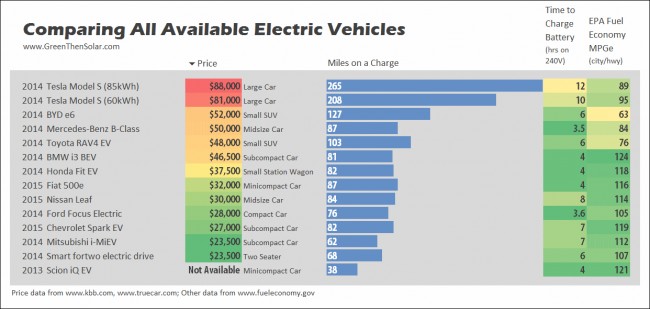 Comparing All Available Electric Vehicles
www.GreenThenSolar.com
▼ Price
Miles on a Charge
Time to
Charge
Battery
(hrs on
240V)
EPA Fuel
Economy
MPGe
(city/hwy)
2014 Tesla Model S (85kWh) $88,000 Large Car 265 12 89
2014 Tesla Model S (60kWh) $81,000 Large Car 208 10 95
2014 BYD e6 $52,000 Small SUV 127 6 63
2014 Mercedes-Benz B-Class $50,000 Midsize Car 87 3.5 84
2014 Toyota RAV4 EV $48,000 Small SUV 103 6 76
2014 BMW i3 BEV $46,500 Subcompact Car 81 4 124
2014 Honda Fit EV $37,500 Small Station Wagon 82 4 118
2015 Fiat 500e $32,000 Minicompact Car 87 4 116
2015 Nissan Leaf $30,000 Midsize Car 84 8 114
2014 Ford Focus Electric $28,000 Compact Car 76 3.6 105
2015 Chevrolet Spark EV $27,000 Subcompact Car 82 7 119
2014 Mitsubishi i-MiEV $23,500 Subcompact Car 62 7 112
2014 Smart fortwo electric drive $23,500 Two Seater 68 6 107
2013 Scion iQ EV Not Available Minicompact Car 38 4 121
Price data from www.kbb.com, www.truecar.com; Other data from www.fueleconomy.gov